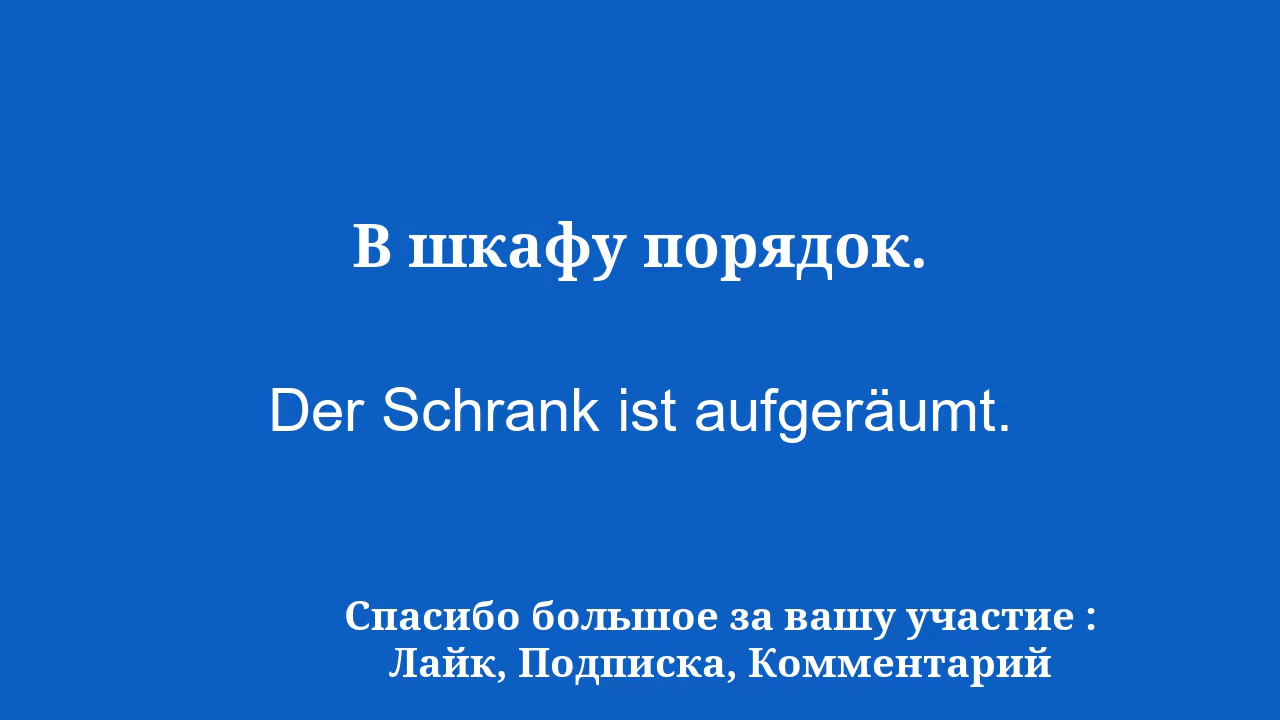 В шкафу порядок.
Der Schrank ist aufgeräumt.
Спасибо большое за вашу участие :
Лайк, Подписка, Комментарий